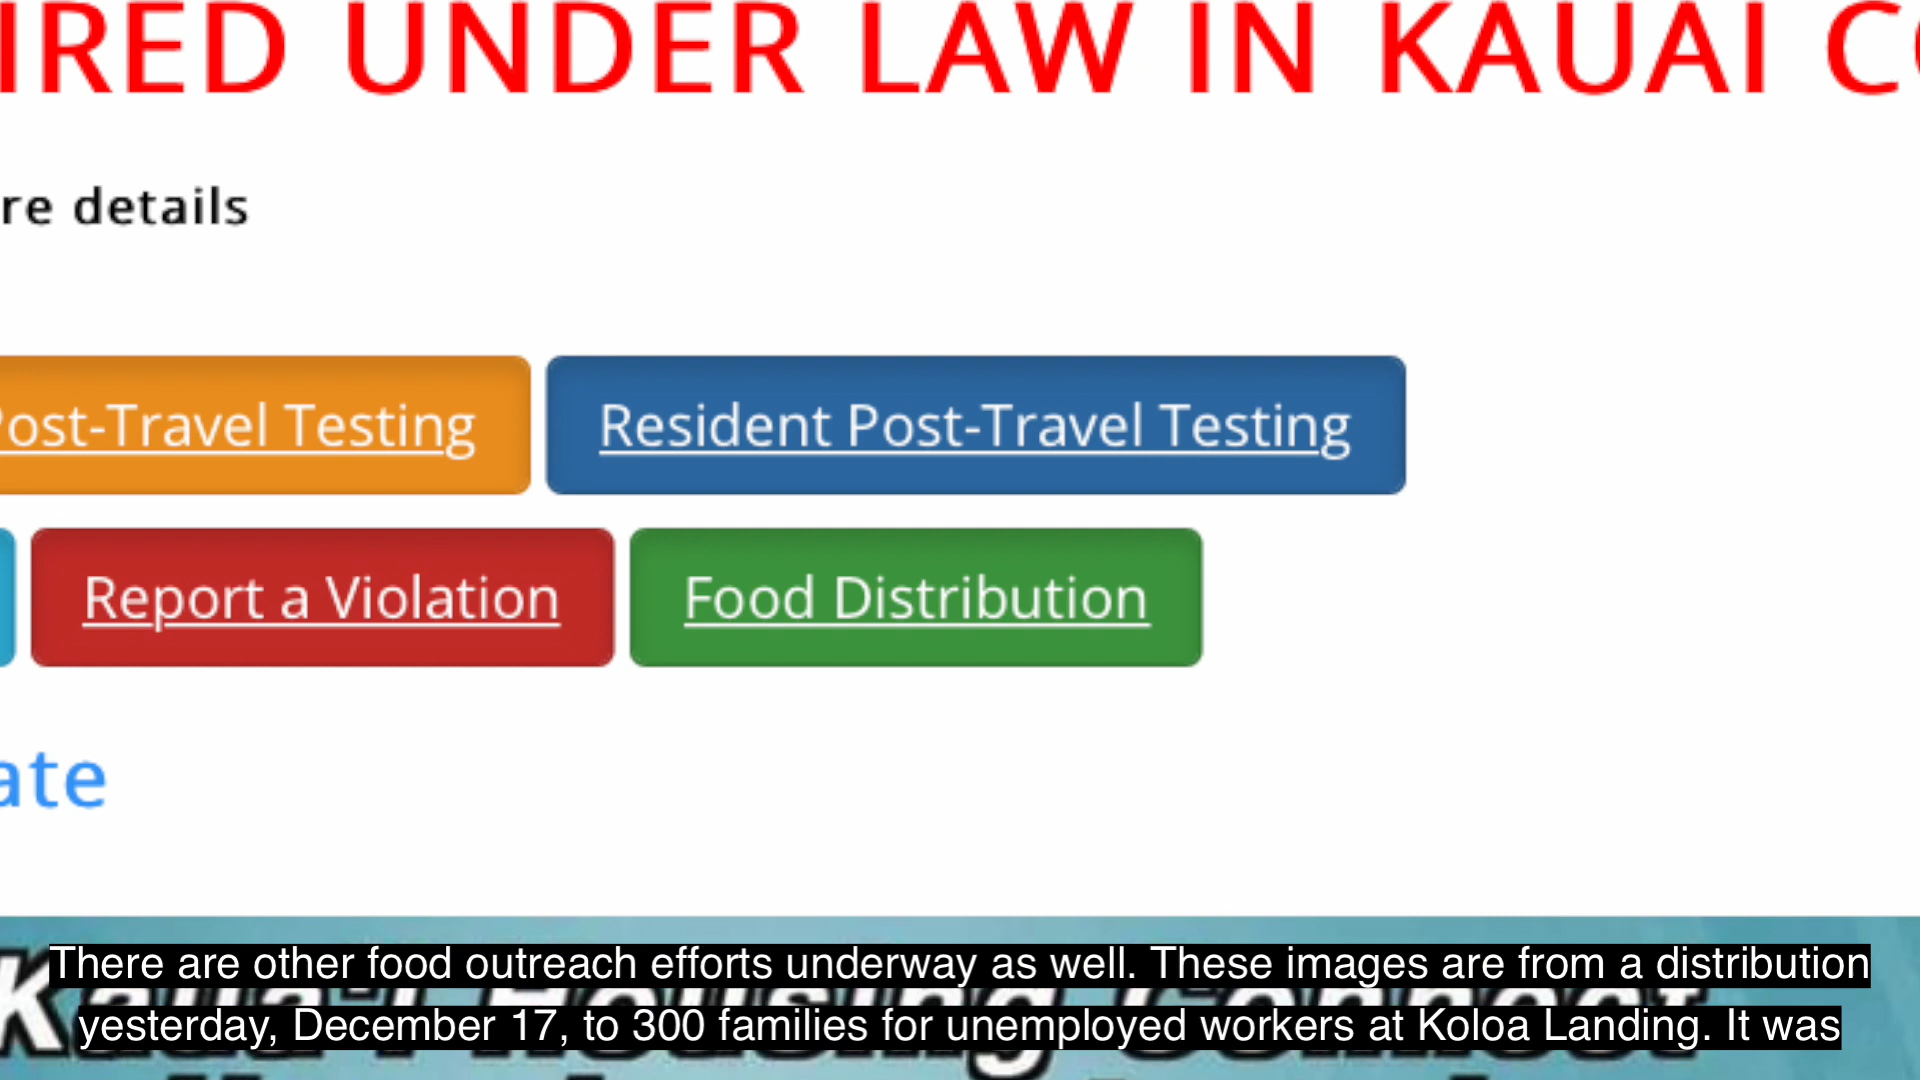 IRED UNDER LAW IN KAUAI
re details
Post-Travel Testing
Resident Post-Travel Testing
Report a Violation
Food Distribution
ate
There are other food outreach efforts underway as well. These images are from a distribution
yesterday, December 17, to 300 families for unemployed workers at Koloa Landing. It was